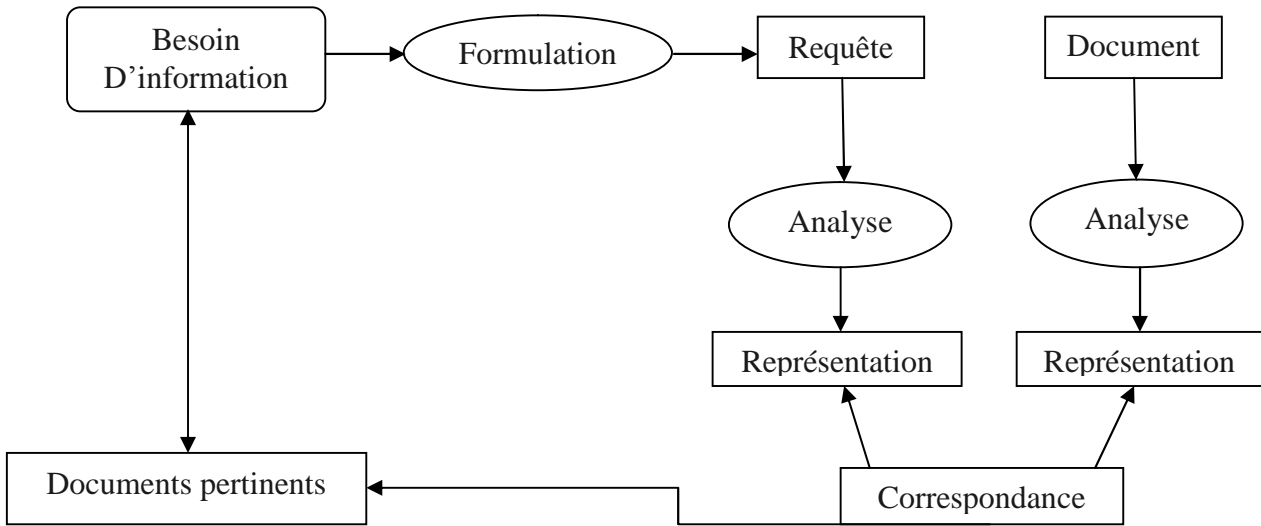 Besoin
D’information
Formulation
Requête
Document
Analyse
Analyse
Représentation
Représentation
Documents pertinents
Correspondance